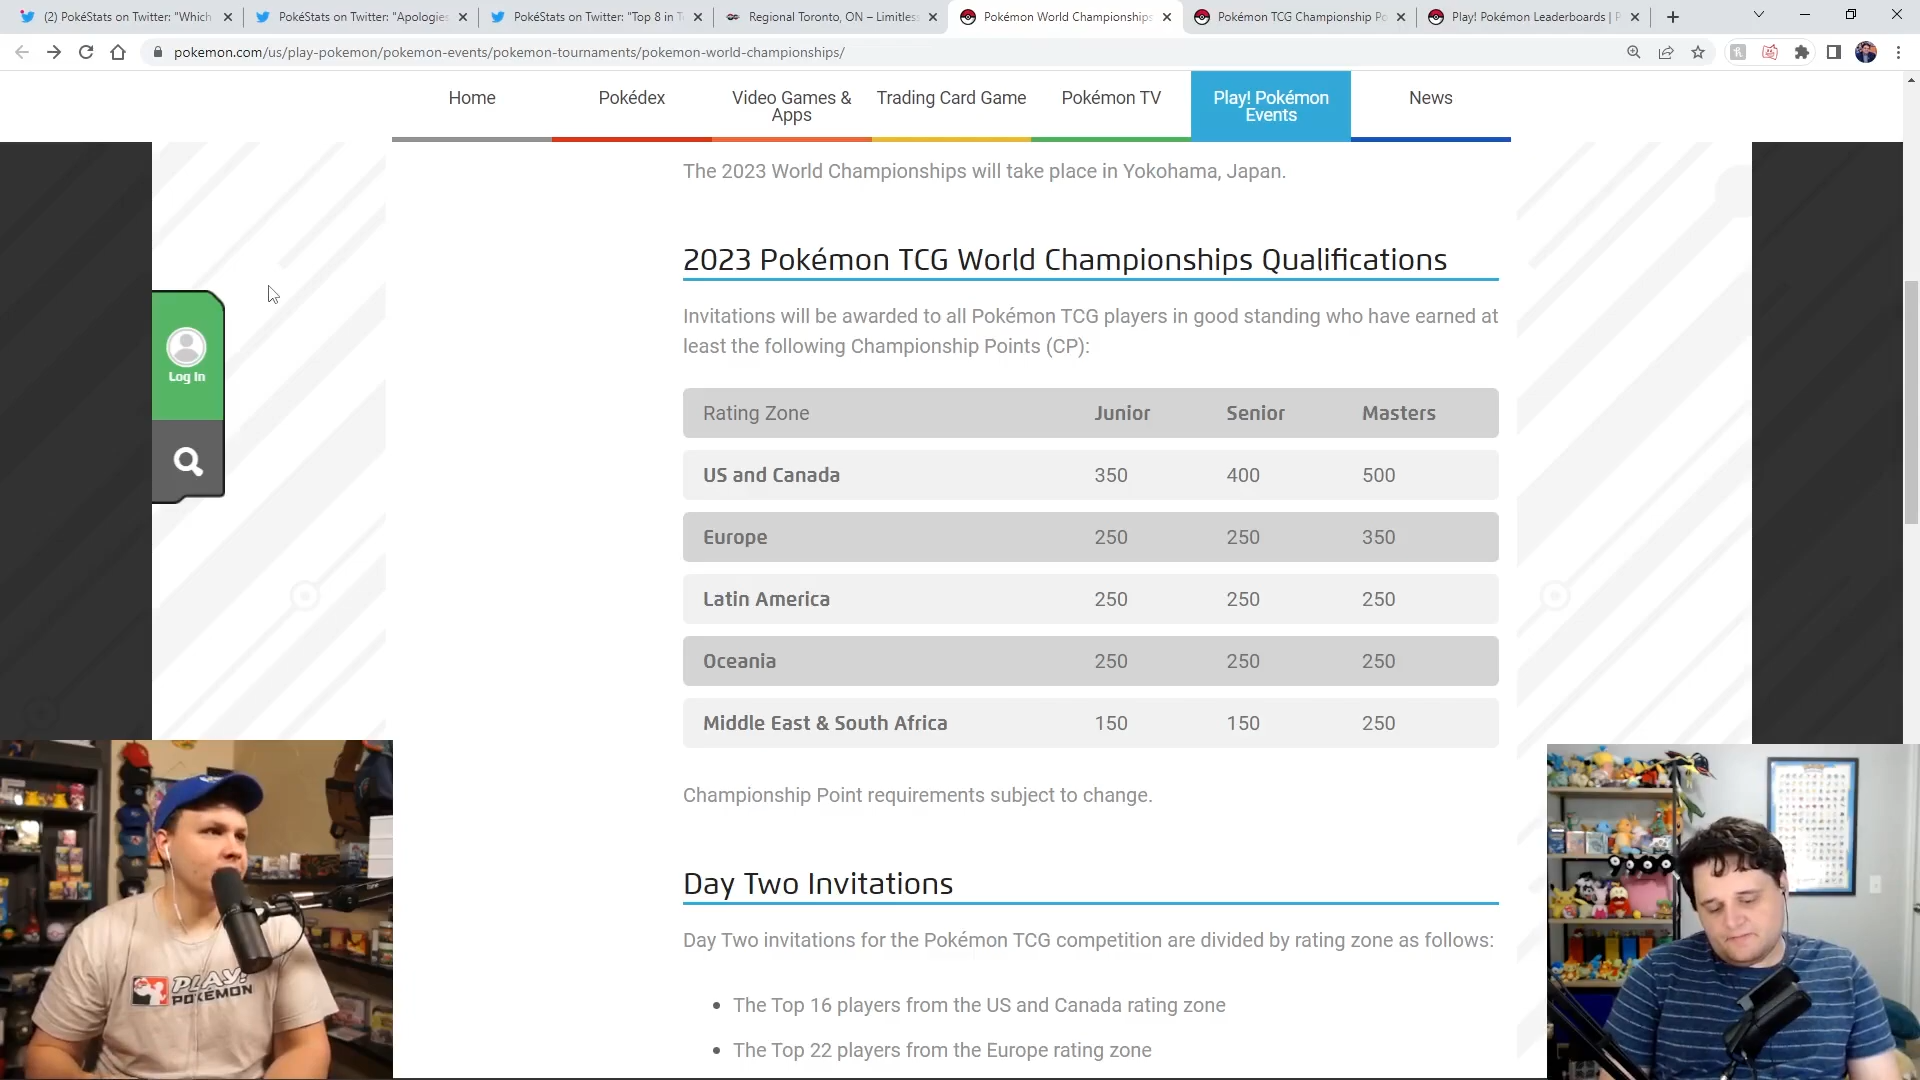 (2) PokéStats on Twitter: "Which
PokéStats on Twitter: "Apologies
PokéStats on Twitter: "Top 8 in T
Regional Toronto, ON – Limitless
Pokémon World Championships
Pokémon TCG Championship Po
Play! Pokémon Leaderboards | P
pokemon.com/us/play-pokemon/pokemon-events/pokemon-tournaments/pokemon-world-championships/
Home
Pokédex
Video Games &
Apps
Trading Card Game
Pokémon TV
Play! Pokémon
Events
News
The 2023 World Championships will take place in Yokohama, Japan.
2023 Pokémon TCG World Championships Qualifications
Invitations will be awarded to all Pokémon TCG players in good standing who have earned at
least the following Championship Points (CP):
Log In
Rating Zone Junior Senior Masters
US and Canada 350 400 500
Europe 250 250 350
Latin America 250 250 250
Oceania 250 250 250
Middle East & South Africa 150 150 250
Championship Point requirements subject to change.
Day Two Invitations
Day Two invitations for the Pokémon TCG competition are divided by rating zone as follows:
• The Top 16 players from the US and Canada rating zone
• The Top 22 players from the Europe rating zone
PLAY!
POKÉMON